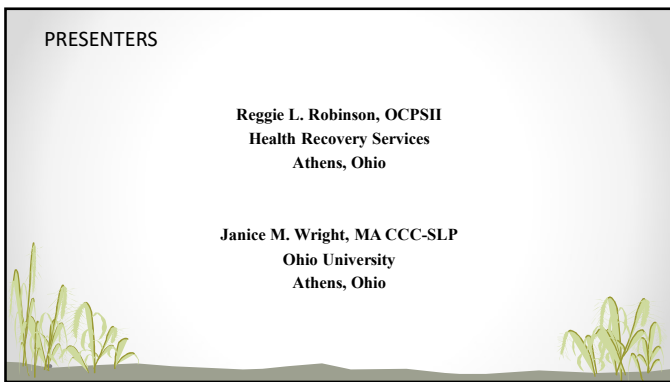 PRESENTERS
Reggie L. Robinson, OCPSII
Health Recovery Services
Athens, Ohio
Janice M. Wright, MA CCC-SLP
Ohio University
Athens, Ohio